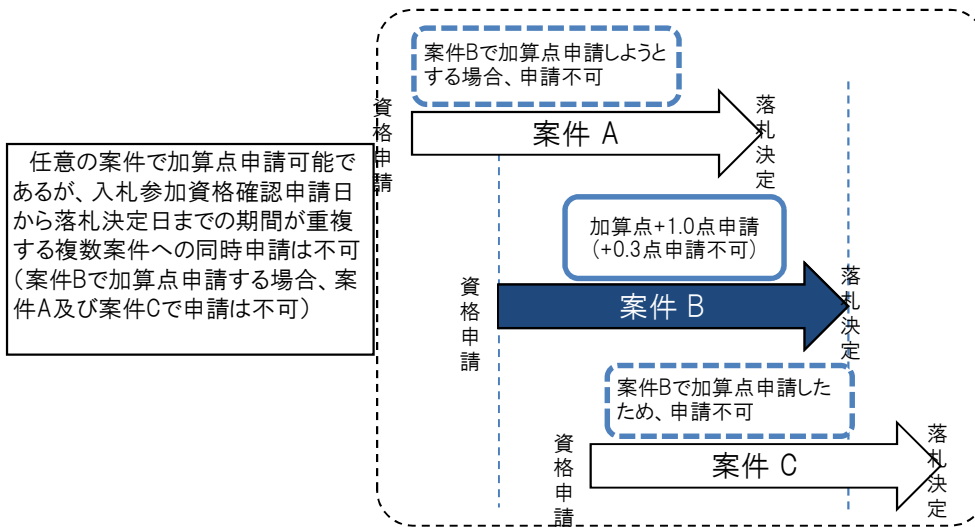 案件Bで加算点申請しようと
する場合、申請不可
資格申請
案件 A
落札決定
任意の案件で加算点申請可能で
あるが、入札参加資格確認申請日
から落札決定日までの期間が重複
する複数案件への同時申請は不可
(案件Bで加算点申請する場合、案
件A及び案件Cで申請は不可)
加算点+1.0点申請
(+0.3点申請不可)
資格申請
案件 B
落札決定
案件Bで加算点申請した
ため、申請不可
資格申請
案件 C
落札決定